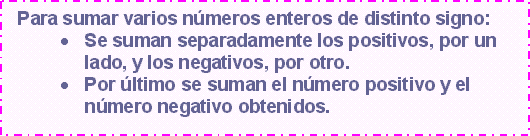 Para sumar varios números enteros de distinto signo:
• Se suman separadamente los positivos, por un
lado, y los negativos, por otro.
• Por último se suman el número positivo y el
número negativo obtenidos.